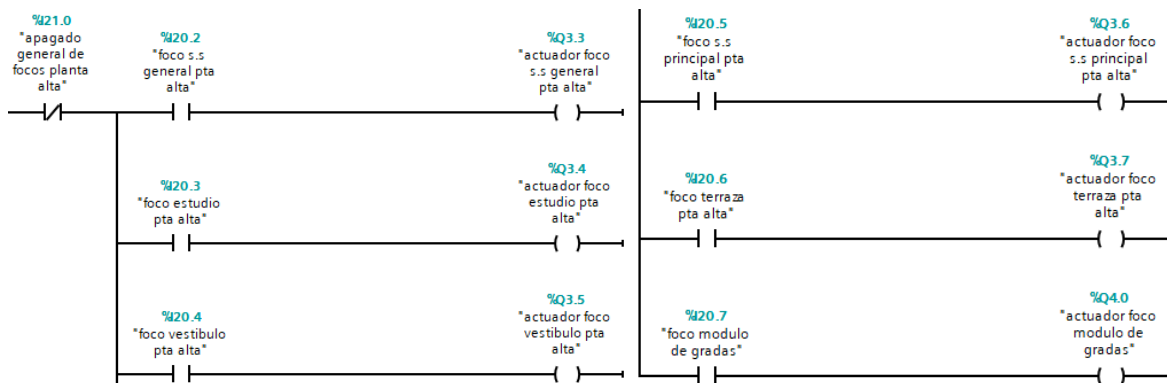 %I21.0
"apagado
general de
focos planta
alta"
%I20.2
"foco s.s
general pta
alta"
%Q3.3
"actuador foco
s.s general
pta alta"
%I20.3
"foco estudio
pta alta"
%Q3.4
"actuador foco
estudio pta
alta"
%I20.4
"foco vestibulo
pta alta"
%Q3.5
"actuador foco
vestibulo pta
alta"
%I20.5
"foco s.s
principal pta
alta"
%Q3.6
"actuador foco
s.s principal
pta alta"
%I20.6
"foco terraza
pta alta"
%Q3.7
"actuador foco
terraza pta
alta"
%I20.7
"foco modulo
de gradas"
%Q4.0
"actuador foco
modulo de
gradas"